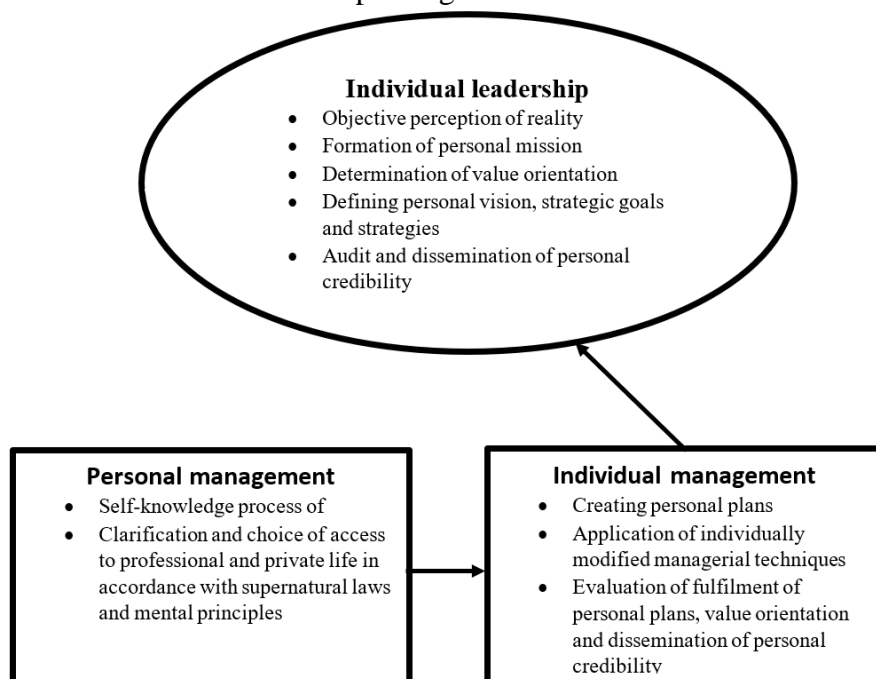 Individual leadership
• Objective perception of reality
• Formation of personal mission
• Determination of value orientation
• Defining personal vision, strategic goals
and strategies
• Audit and dissemination of personal
credibility
Personal management
• Self-knowledge process of
• Clarification and choice of access
to professional and private life in
accordance with supernatural laws
and mental principles
Individual management
• Creating personal plans
• Application of individually
modified managerial techniques
• Evaluation of fulfilment of
personal plans, value orientation
and dissemination of personal
credibility